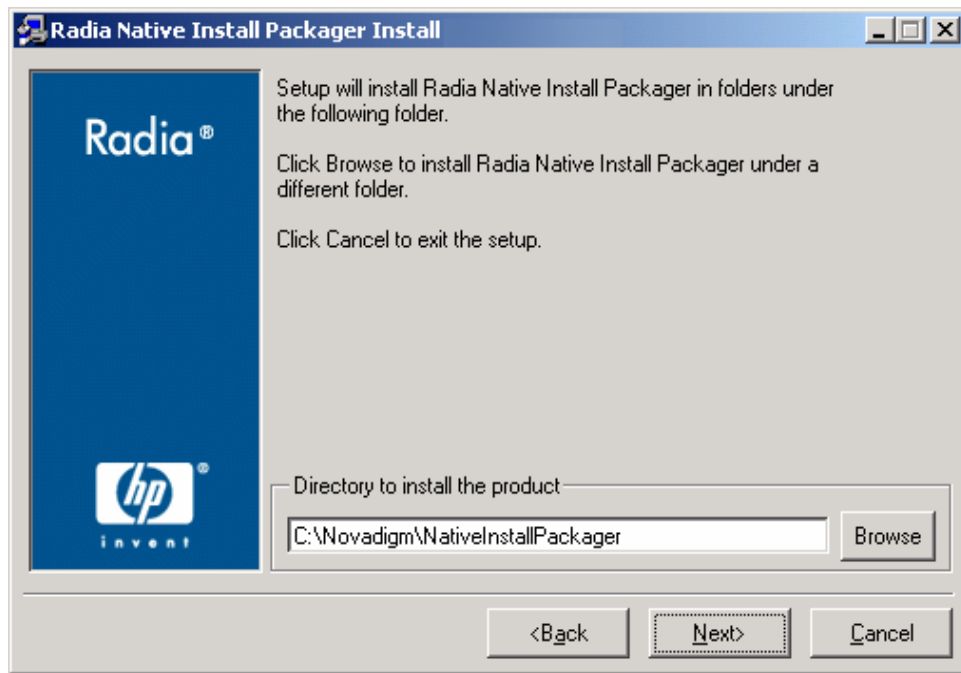 Radia Native Install Packager Install
Radia®
Setup will install Radia Native Install Packager in folders under
the following folder.
Click Browse to install Radia Native Install Packager under a
different folder.
Click Cancel to exit the setup.
hp®
invent
Directory to install the product
C:\Novadigm\NativeInstallPackager
Browse
<Back
Next>
Cancel